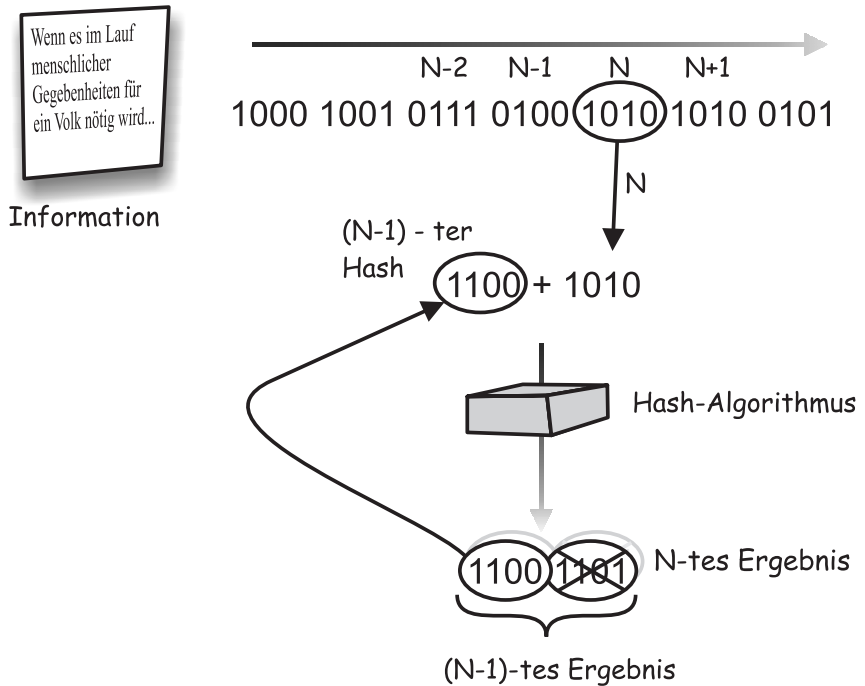 Wenn es im Lauf
menschlicher
Gegebenheiten für
ein Volk nötig wird...
Information
N-2 N-1 N N+1
1000 1001 0111 0100 1010 1010 0101
N
(N-1) - ter
Hash
1100 + 1010
Hash-Algorithmus
1100 1101
N-tes Ergebnis
(N-1)-tes Ergebnis